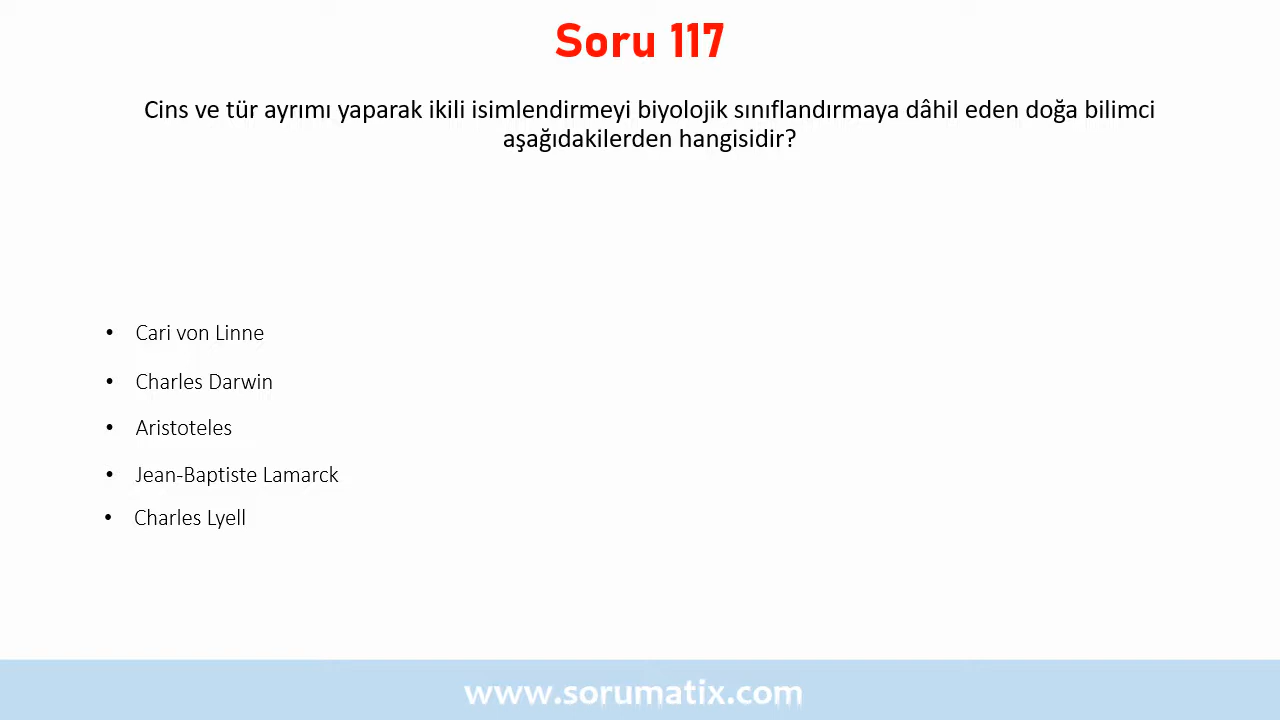 Soru 117
Cins ve tür ayrımı yaparak ikili isimlendirmeyi biyolojik sınıflandırmaya dâhil eden doğa bilimci
aşağıdakilerden hangisidir?
• Cari von Linne
• Charles Darwin
• Aristoteles
• Jean-Baptiste Lamarck
• Charles Lyell
www.sorumatix.com